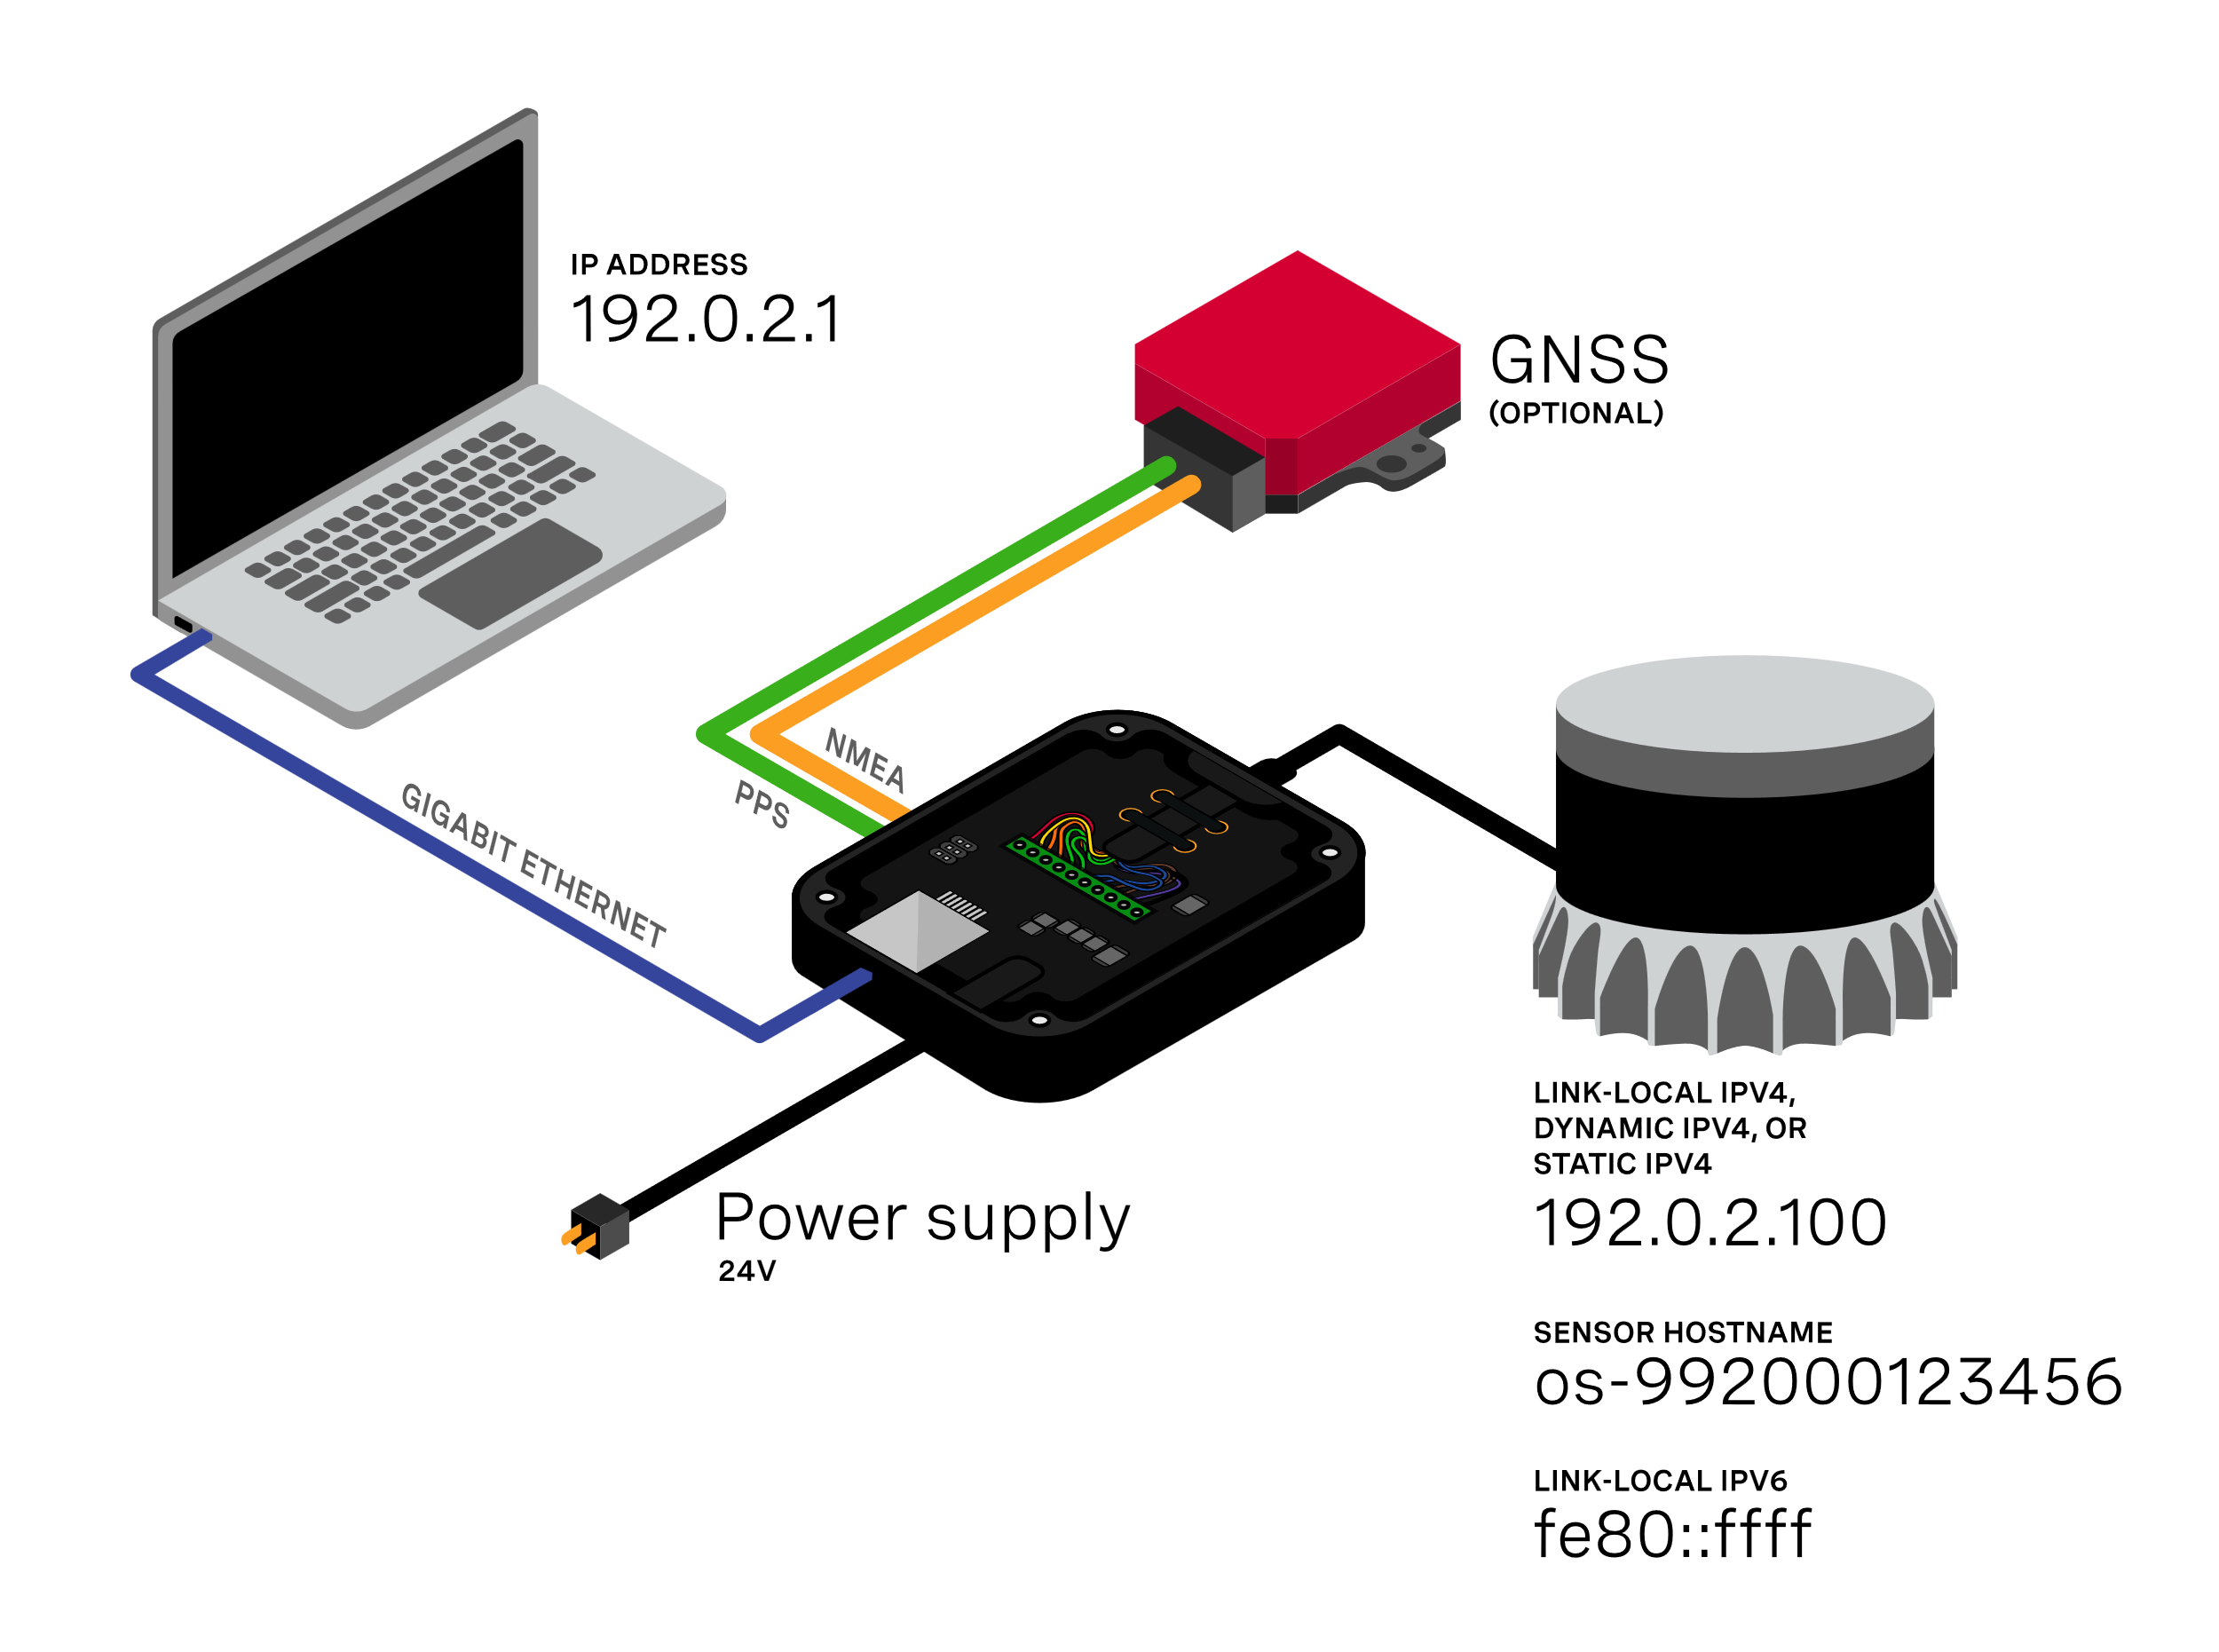 IP ADDRESS
192.0.2.1
GNSS
(OPTIONAL)
NMEA
PPS
GIGABIT ETHERNET
Power supply
24V
LINK-LOCAL IPV4,
DYNAMIC IPV4, OR
STATIC IPV4
192.0.2.100
SENSOR HOSTNAME
os-992000123456
LINK-LOCAL IPV6
fe80::ffff